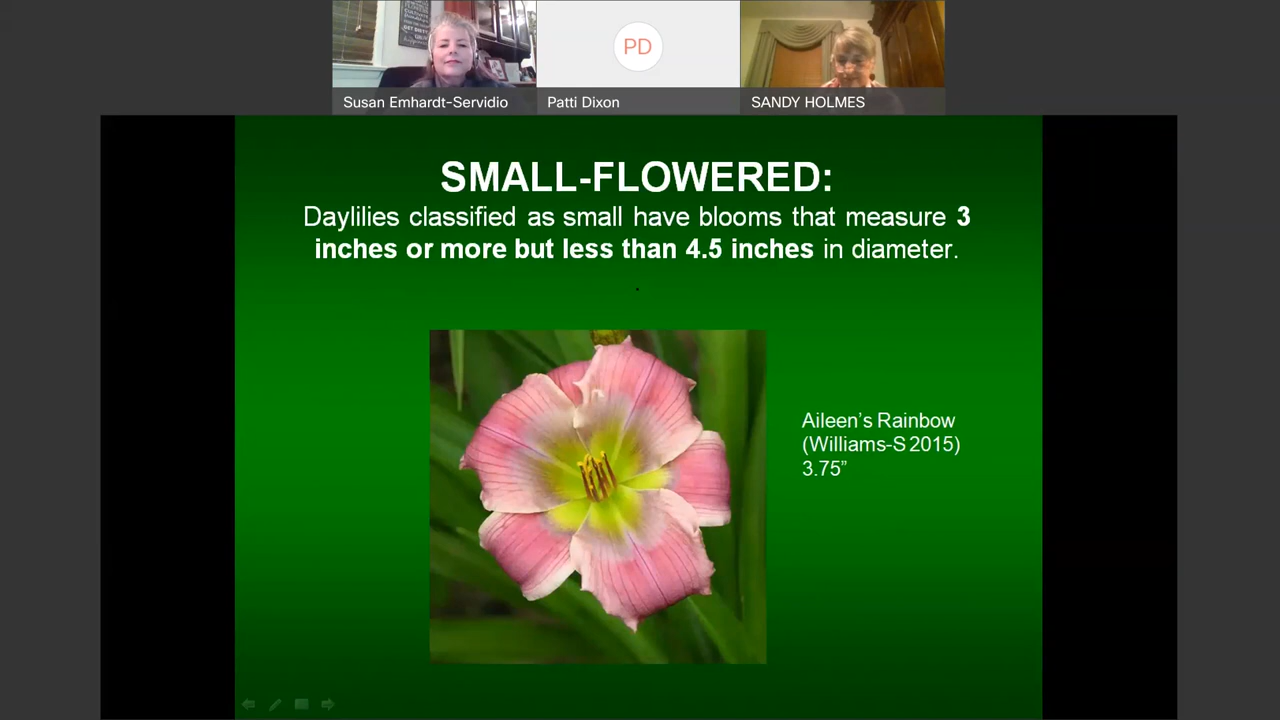 Susan Emhardt-Servidio
PD
Patti Dixon
SANDY HOLMES
SMALL-FLOWERED:
Daylilies classified as small have blooms that measure 3
inches or more but less than 4.5 inches in diameter.
Aileen’s Rainbow
(Williams-S 2015)
3.75”